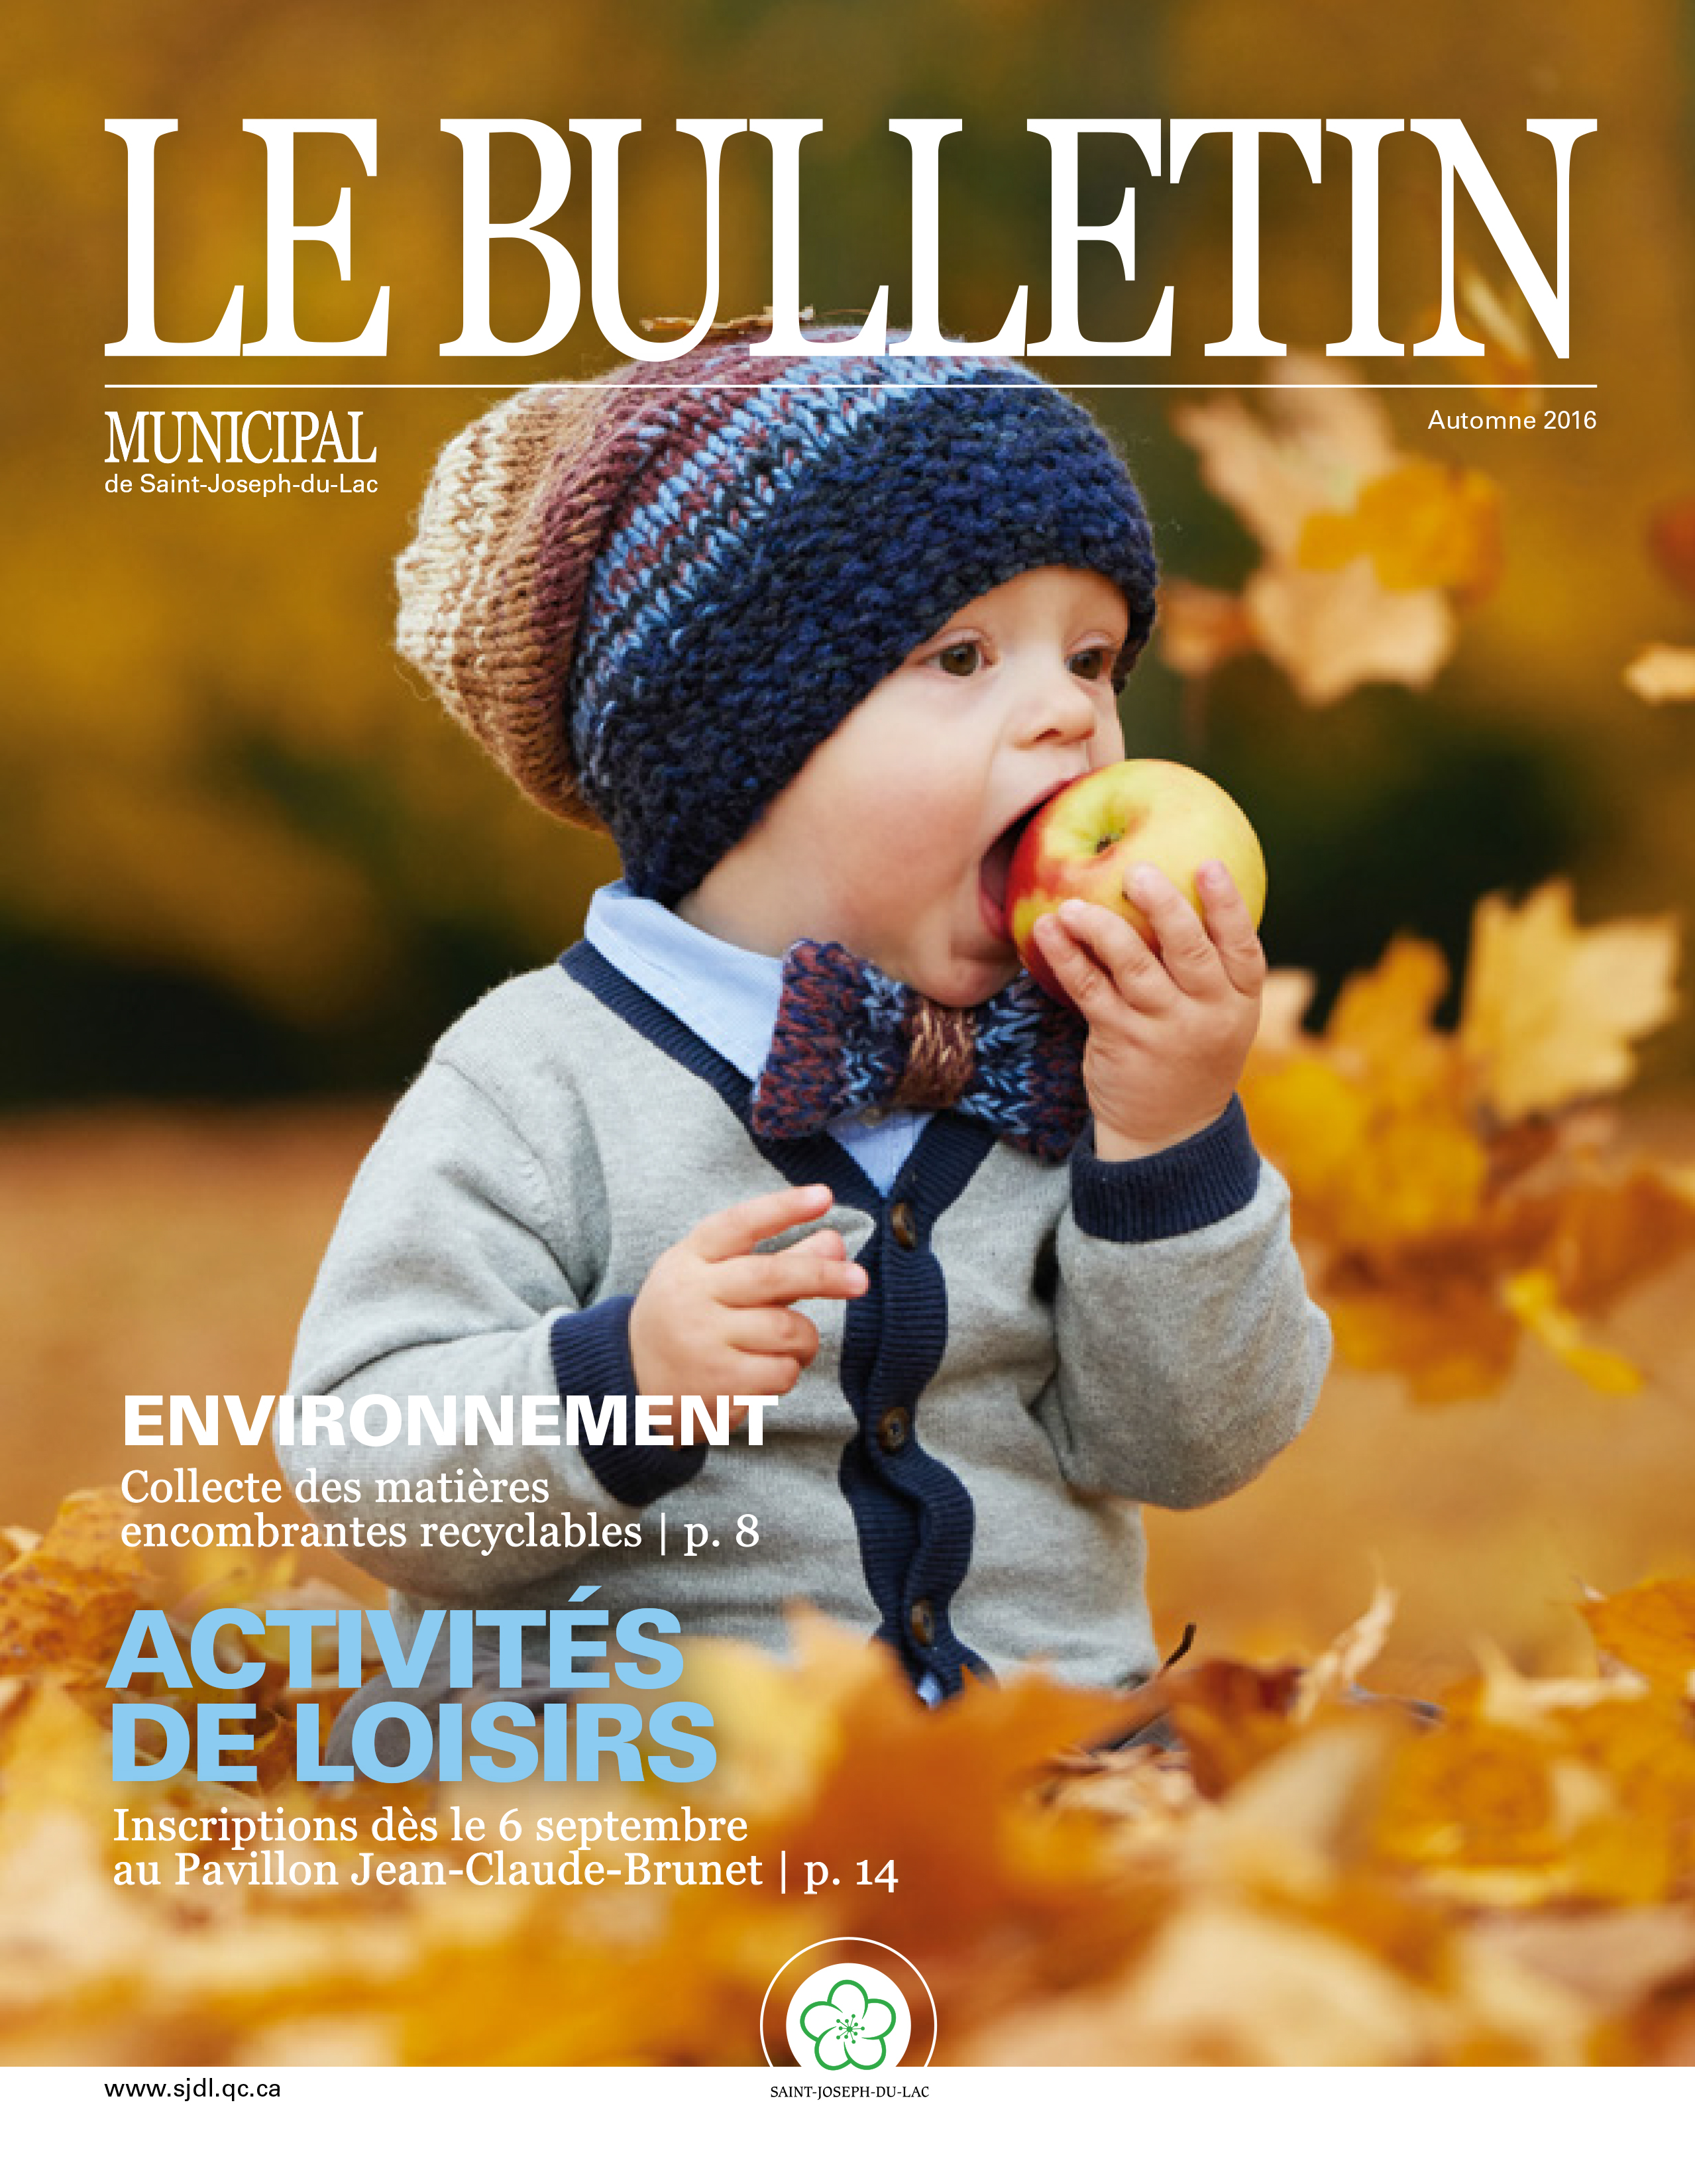 LE BULLETIN
MUNICIPAL
de Saint-Joseph-du-Lac
Automne 2016
ENVIRONNEMENT
Collecte des matières
encombrantes recyclables | p. 8
ACTIVITÉS
DE LOISIRS
Inscriptions dès le 6 septembre
au Pavillon Jean-Claude-Brunet | p. 14
www.sjdl.qc.ca
SAINT-JOSEPH-DU-LAC